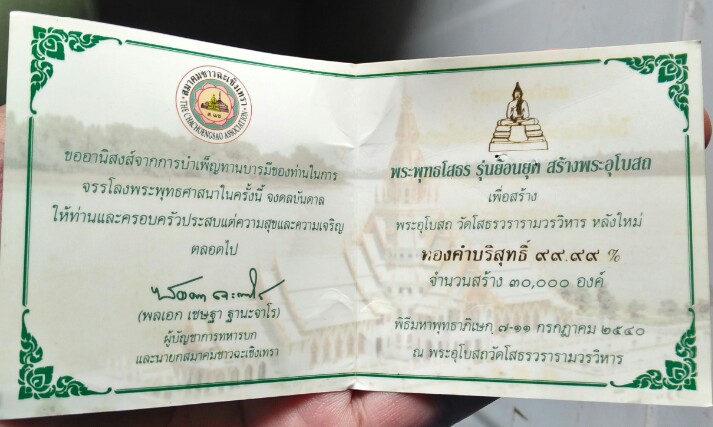 สมาคมชาวฉะเชิงเทรา
THE CHACHOENGSAO ASSOCIATION
ขออานิสงส์จากการบำเพ็ญทานบารมีของท่านในการ
จรรโลงพระพุทธศาสนาในครั้งนี้ จงดลบันดาล
ให้ท่านและครอบครัวประสบแต่ความสุขและความเจริญ
ตลอดไป
(พลเอก เชษฐา ฐานะจาโร)
ผู้บัญชาการทหารบก
และนายกสมาคมชาวฉะเชิงเทรา
พระพุทธโสธร รุ่นย้อนยุค สร้างพระอุโบสถ
เพื่อสร้าง
พระอุโบสถ วัดโสธรวรารามวรวิหาร หลังใหม่
ทองคำบริสุทธิ์ ๙๙.๙๙ %
จำนวนสร้าง ๓๐,๐๐๐ องค์
พิธีมหาพุทธาภิเษก ๗-๑๑ กรกฎาคม ๒๕๔๐
ณ พระอุโบสถวัดโสธรวรารามวรวิหาร